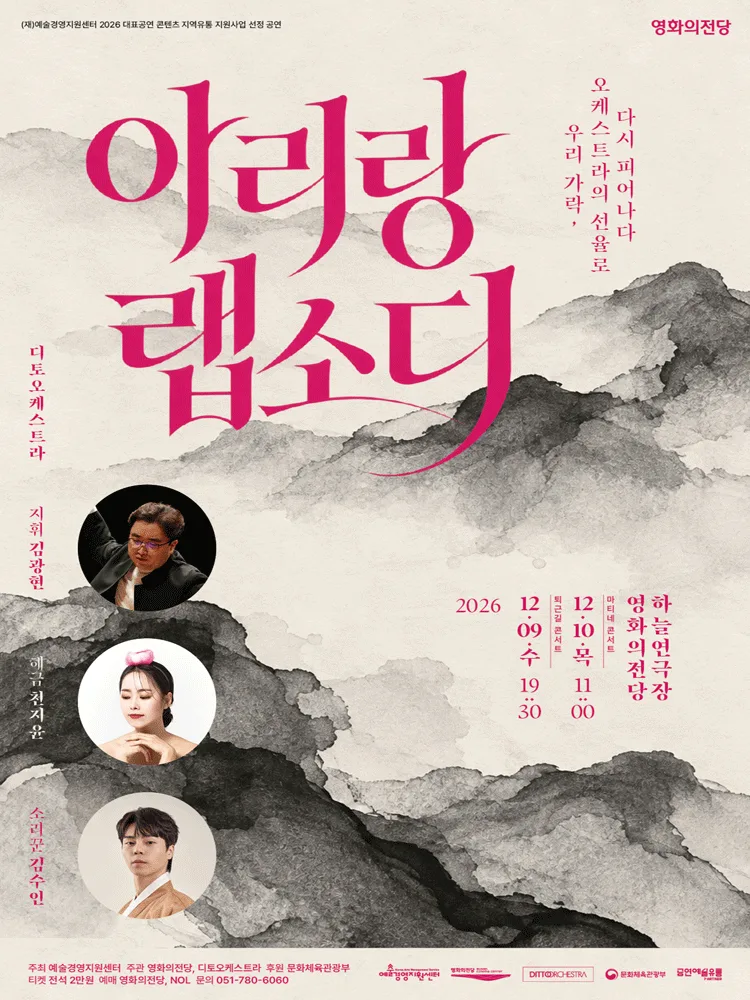 (재)예술경영지원센터 2026 대표공연 콘텐츠 지역유통 지원사업 선정 공연
영화의전당
아리랑
랩소디
우리 가락,
오케스트라의 선율로
다시 피어나다
디토오케스트라
지휘 김광현
해금 천지윤
소리꾼 김수인
2026
12·09·수 19:30
퇴근길 콘서트
12·10·목 11:00
마티네 콘서트
영화의전당
하늘연극장
주최 예술경영지원센터 주관 영화의전당, 디토오케스트라 후원 문화체육관광부
티켓 전석 2만원 예매 영화의전당, NOL 문의 051-780-6060
예술경영지원센터
영화의전당
DITTO ORCHESTRA
문화체육관광부
공연예술유통
PARTNER